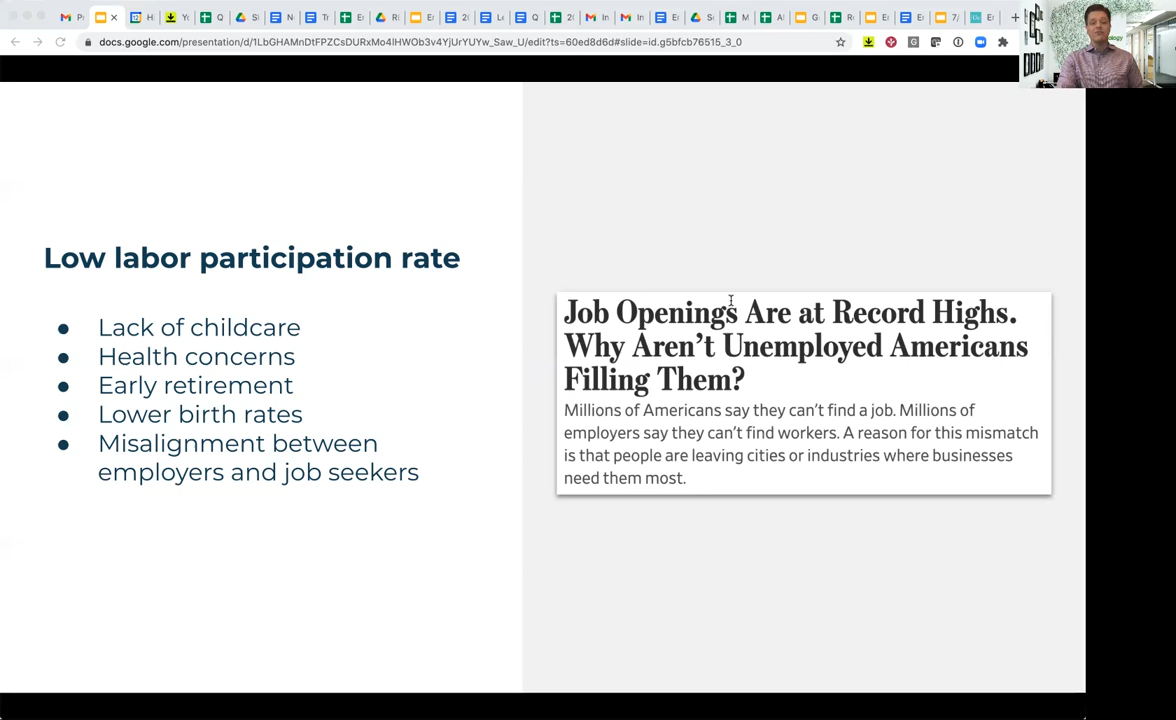 docs.google.com/presentation/d/1LbGHAMnDtFPZCsDURxMo4lHWOb3v4YjUrYUYw_Saw_U/edit?ts=60ed8d6d#slide=id.g5bfcb76515_3_0
Low labor participation rate
● Lack of childcare
● Health concerns
● Early retirement
● Lower birth rates
● Misalignment between
employers and job seekers
Job Openings Are at Record Highs.
Why Aren’t Unemployed Americans
Filling Them?
Millions of Americans say they can’t find a job. Millions of
employers say they can’t find workers. A reason for this mismatch
is that people are leaving cities or industries where businesses
need them most.